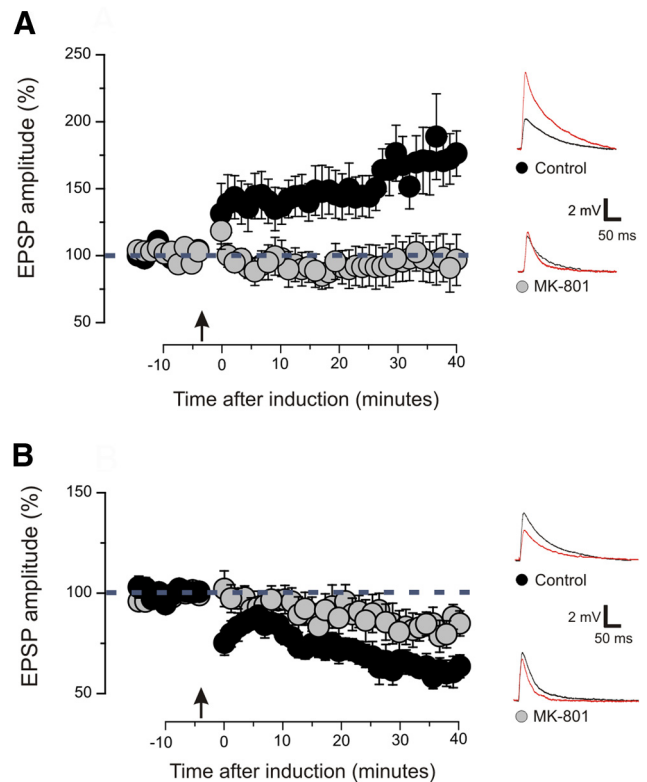 A
EPSP amplitude (%)
250
200
150
100
50
-10 0 10 20 30 40
Time after induction (minutes)
Control
2 mV
50 ms
MK-801
B
EPSP amplitude (%)
150
100
50
-10 0 10 20 30 40
Time after induction (minutes)
Control
2 mV
50 ms
MK-801